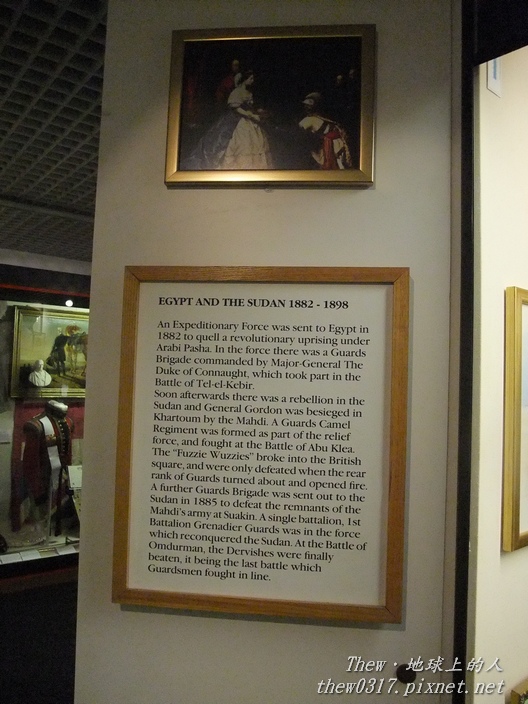 EGYPT AND THE SUDAN 1882 - 1898
An Expeditionary Force was sent to Egypt in
1882 to quell a revolutionary uprising under
Arabi Pasha. In the force there was a Guards
Brigade commanded by Major-General The
Duke of Connaught, which took part in the
Battle of Tel-el-Kebir.
Soon afterwards there was a rebellion in the
Sudan and General Gordon was besieged in
Khartoum by the Mahdi. A Guards Camel
Regiment was formed as part of the relief
force, and fought at the Battle of Abu Klea.
The "Fuzzie Wuzzies" broke into the British
square, and were only defeated when the rear
rank of Guards turned about and opened fire.
A further Guards Brigade was sent out to the
Sudan in 1885 to defeat the remnants of the
Mahdi's army at Suakin. A single battalion, 1st
Battalion Grenadier Guards was in the force
which reconquered the Sudan. At the Battle of
Omdurman, the Dervishes were finally
beaten, it being the last battle which
Guardsmen fought in line.
Thew · 地球上的人
thew0317.pixnet.net